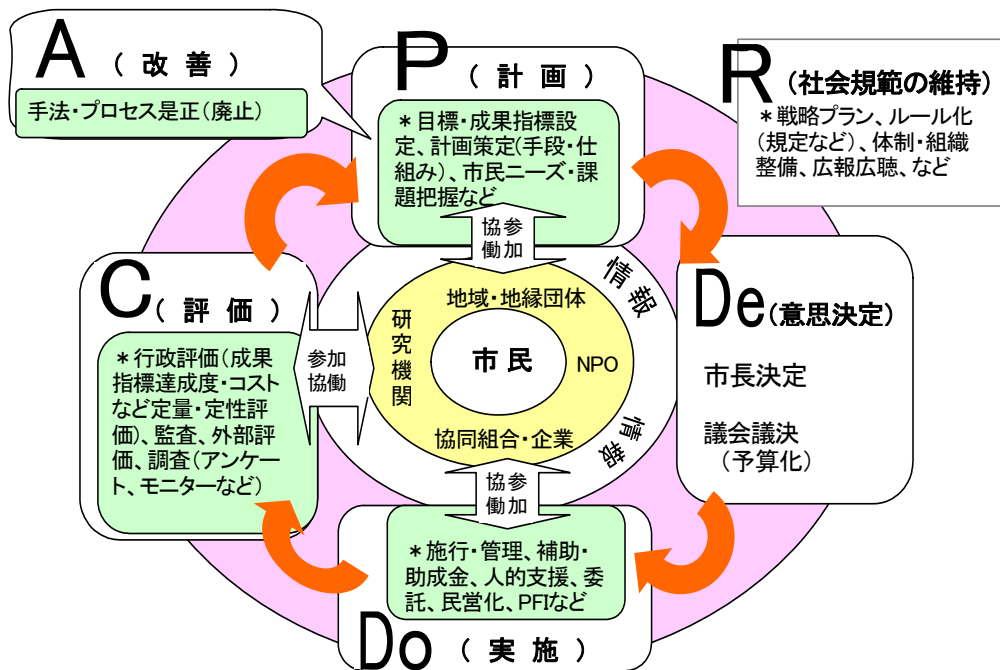 A（改善）
手法・プロセス是正（廃止）
P（計画）
＊目標・成果指標設
定、計画策定（手段・仕
組み）、市民ニーズ・課
題把握など
R（社会規範の維持）
＊戦略プラン、ルール化
（規定など）、体制・組織
整備、広報広聴、など
協働
参加
情報
De（意思決定）
市長決定
議会議決
（予算化）
C（評価）
＊行政評価（成果
指標達成度・コスト
など定量・定性評
価）、監査、外部評
価、調査（アンケー
ト、モニターなど）
参加
協働
地域・地縁団体
研究機関
市民
NPO
協同組合・企業
情報
協働
参加
＊施行・管理、補助・
助成金、人的支援、委
託、民営化、PFIなど
Do（実施）